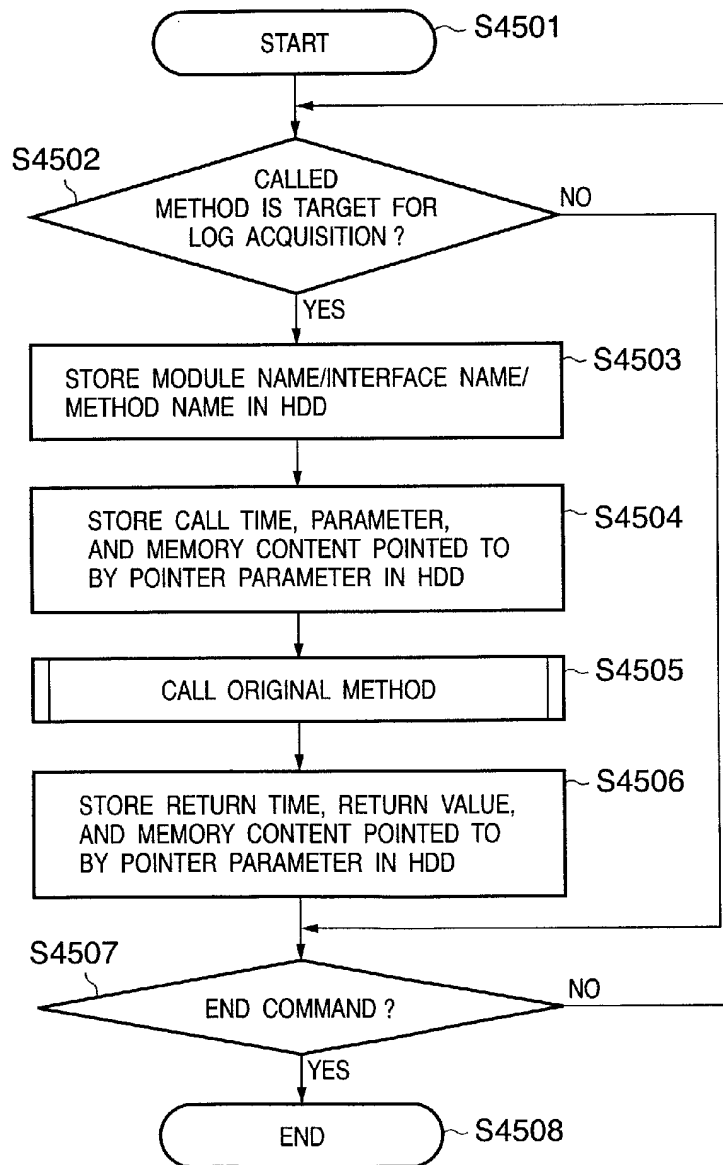 START
S4501
S4502
CALLED
METHOD IS TARGET FOR
LOG ACQUISITION ?
NO
YES
STORE MODULE NAME/INTERFACE NAME/
METHOD NAME IN HDD
S4503
STORE CALL TIME, PARAMETER,
AND MEMORY CONTENT POINTED TO
BY POINTER PARAMETER IN HDD
S4504
CALL ORIGINAL METHOD
S4505
STORE RETURN TIME, RETURN VALUE,
AND MEMORY CONTENT POINTED TO
BY POINTER PARAMETER IN HDD
S4506
S4507
END COMMAND ?
NO
YES
END
S4508